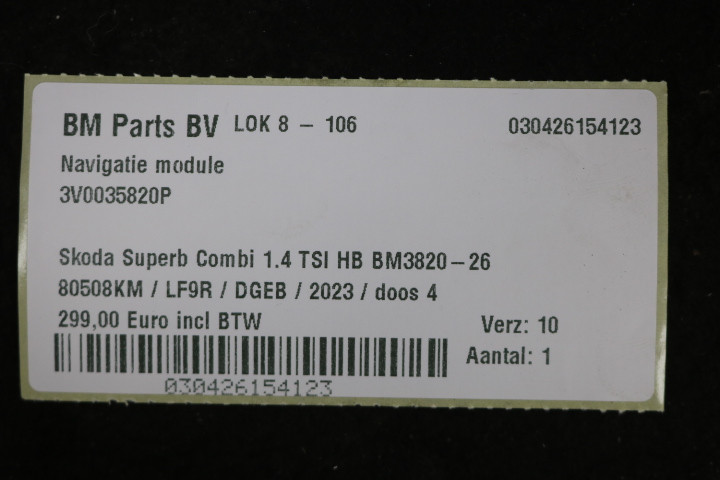 BM Parts BV LOK 8 - 106 030426154123
Navigatie module
3V0035820P
Skoda Superb Combi 1.4 TSI HB BM3820-26
80508KM / LF9R / DGEB / 2023 / doos 4
299,00 Euro incl BTW Verz: 10
Aantal: 1
030426154123